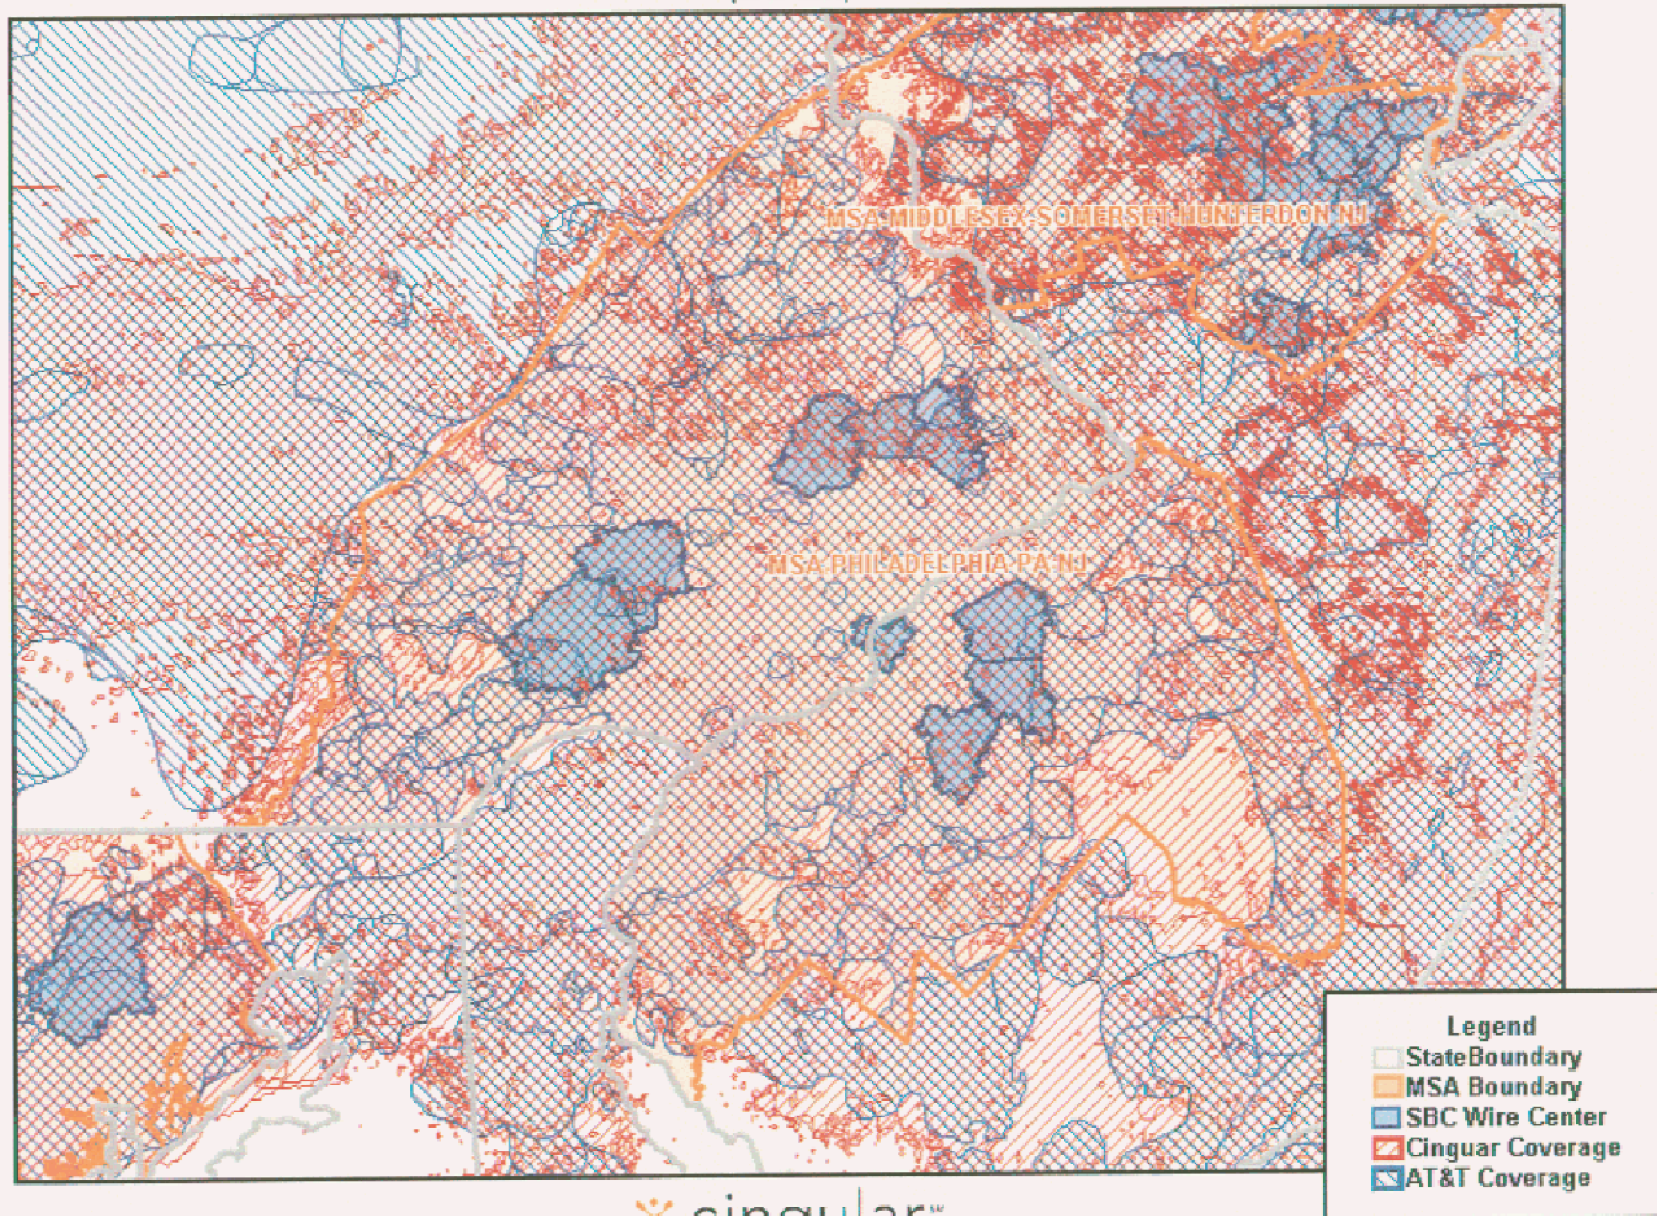 MSA MIDDLESEX-SOMERSET-HUNTERDON NJ
MSA PHILADELPHIA PA-NJ
Legend
StateBoundary
MSA Boundary
SBC Wire Center
Cinguar Coverage
AT&T Coverage
cingular